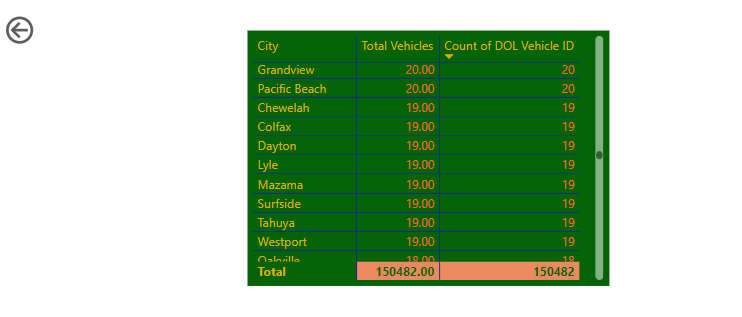 City Total Vehicles Count of DOL Vehicle ID
Grandview 20.00 20
Pacific Beach 20.00 20
Chewelah 19.00 19
Colfax 19.00 19
Dayton 19.00 19
Lyle 19.00 19
Mazama 19.00 19
Surfside 19.00 19
Tahuya 19.00 19
Westport 19.00 19
Oakville 18.00 18
Total 150482.00 150482